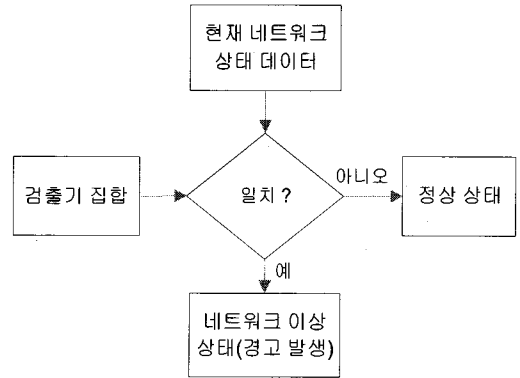 현재 네트워크
상태 데이터
검출기 집합
일치 ?
아니오
정상 상태
예
네트워크 이상
상태(경고 발생)